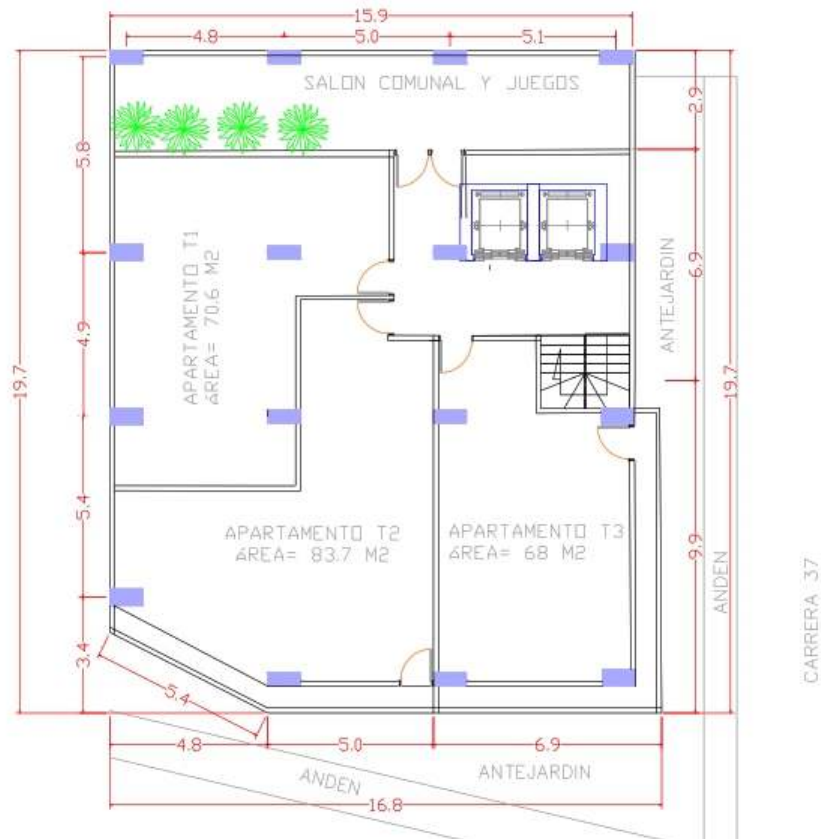 15.9
4.8
5.0
5.1
SALON COMUNAL Y JUEGOS
2.9
5.8
APARTAMENTO T1
ÁREA= 70.6 M2
6.9
ANTEJARDIN
4.9
19.7
19.7
5.4
APARTAMENTO T2
ÁREA= 83.7 M2
APARTAMENTO T3
ÁREA= 68 M2
9.9
ANDEN
CARRERA 37
3.4
5.4
4.8
5.0
6.9
ANDEN
ANTEJARDIN
16.8